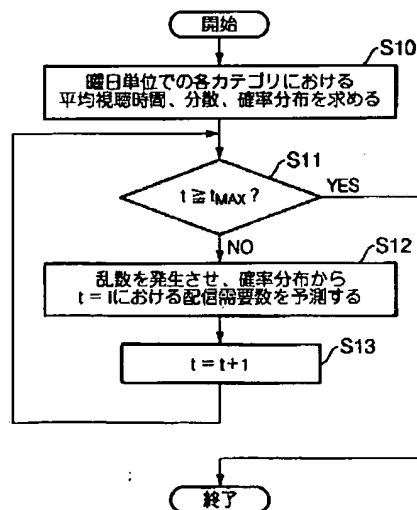 開始
S10
曜日単位での各カテゴリにおける
平均視聴時間、分散、確率分布を求める
S11
t ≧ tMAX ?
YES
NO
S12
乱数を発生させ、確率分布から
t = iにおける配信需要数を予測する
S13
t = t+1
終了